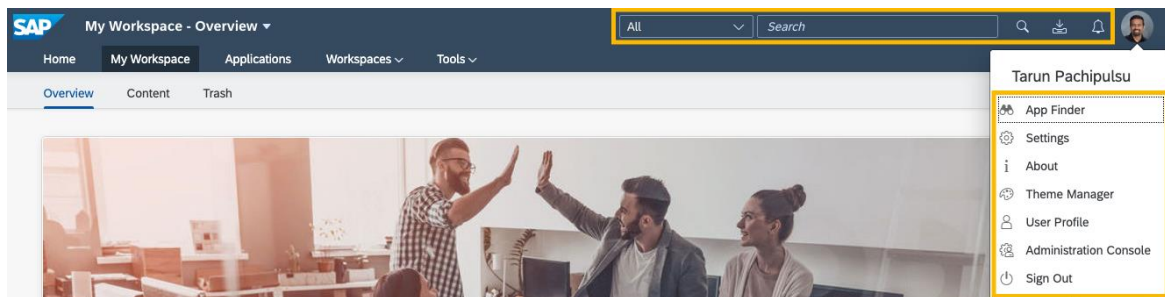 SAP My Workspace - Overview
All Search
Home My Workspace Applications Workspaces Tools
Tarun Pachipulsu
Overview Content Trash
App Finder
Settings
About
Theme Manager
User Profile
Administration Console
Sign Out